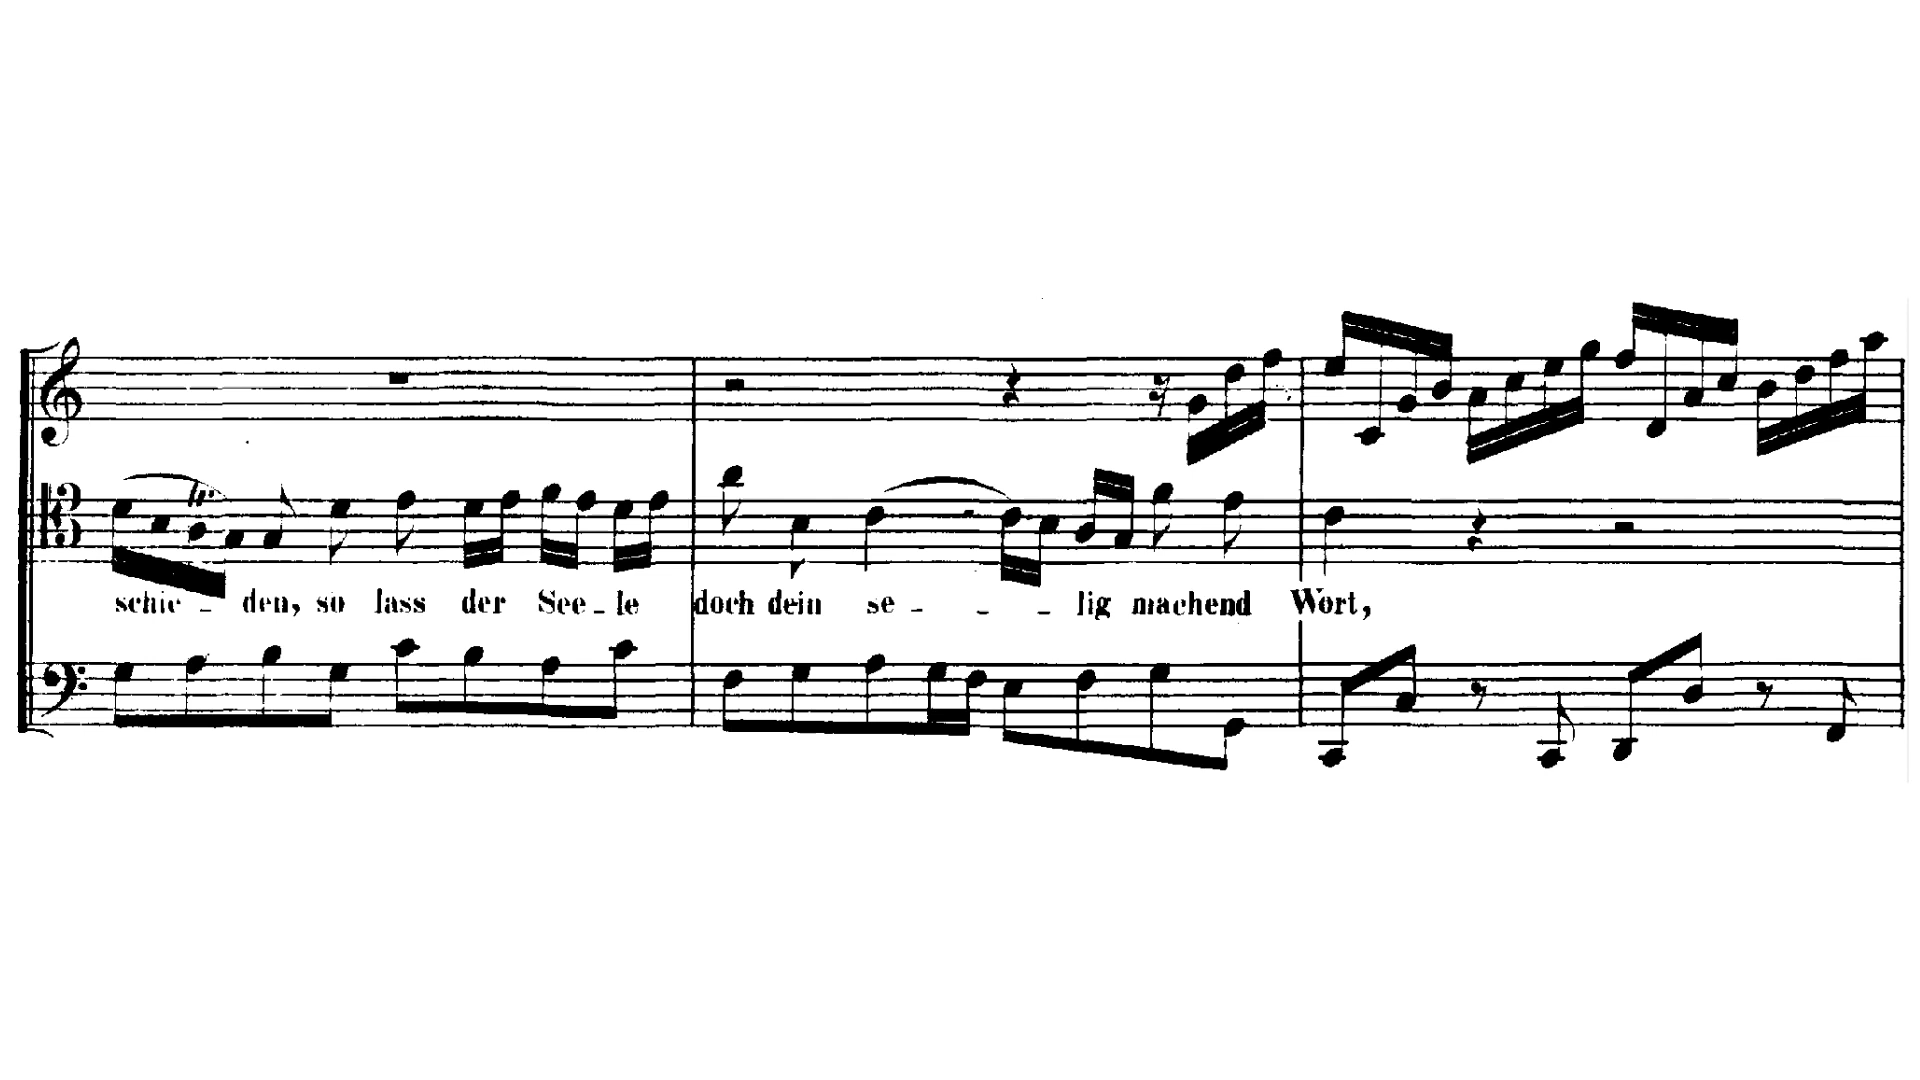 schie - den, so lass der See - le doch dein se - - - lig machend Wort,